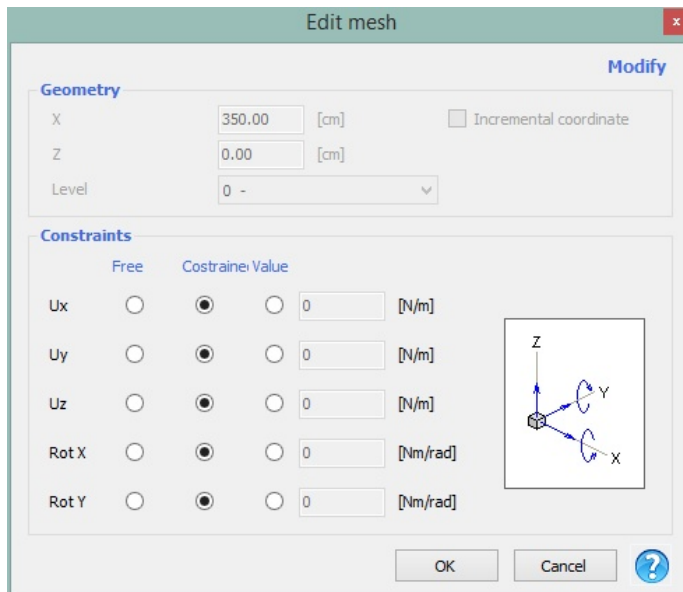 Edit mesh
x
Modify
Geometry
X 350.00 [cm] Incremental coordinate
Z 0.00 [cm]
Level 0 -
Constraints
Free Costraine Value
Ux 0 [N/m]
Uy 0 [N/m]
Uz 0 [N/m]
Rot X 0 [Nm/rad]
Rot Y 0 [Nm/rad]
Z
Y
X
OK Cancel ?